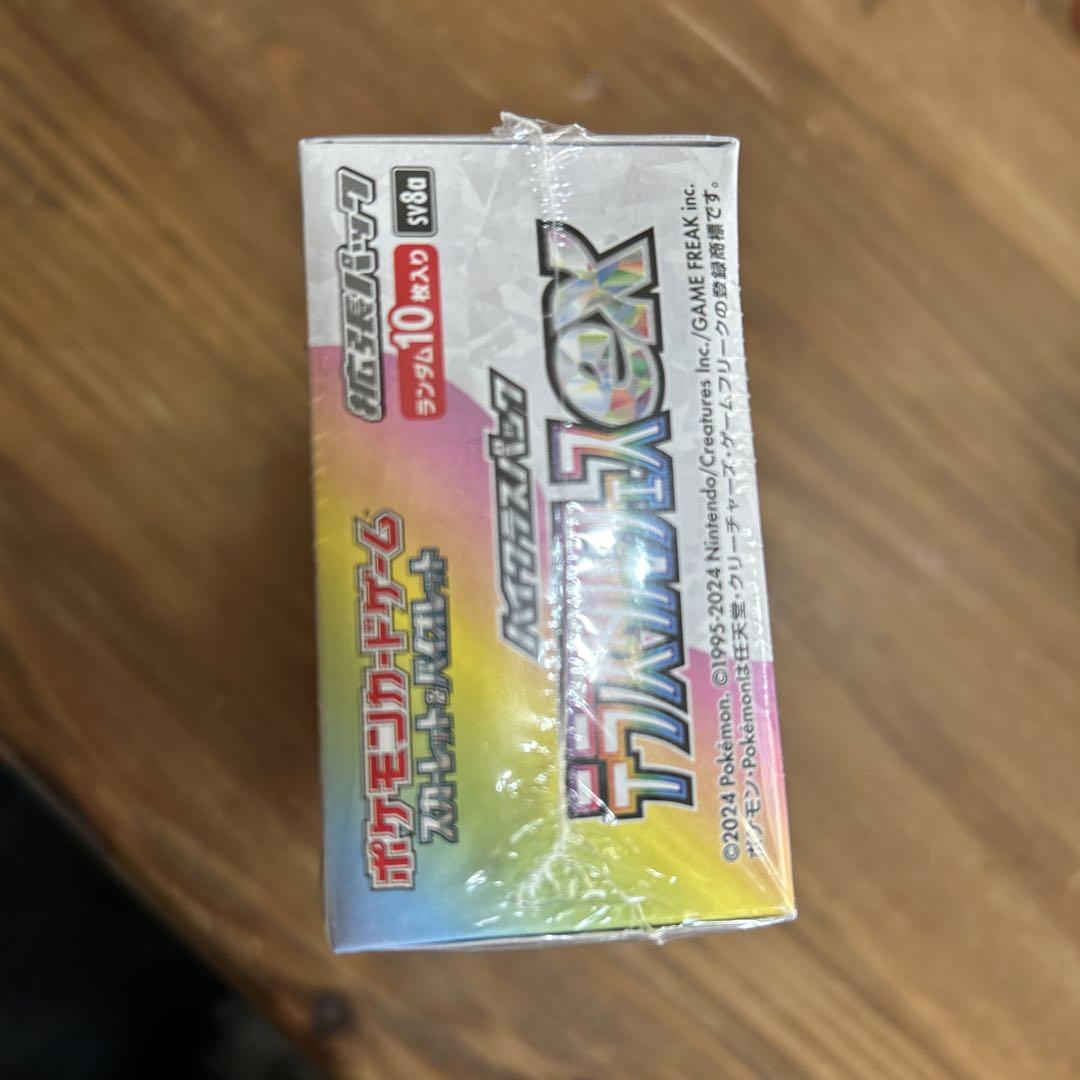 ポケモンカードゲーム
スカーレット&バイオレット
拡張パック
ランダム10枚入り
SV8a
ハイクラスパック
テラスタルフェスex
©2024 Pokémon. ©1995-2024 Nintendo/Creatures Inc./GAME FREAK inc.
ポケモン・Pokémonは任天堂・クリーチャーズ・ゲームフリークの登録商標です。